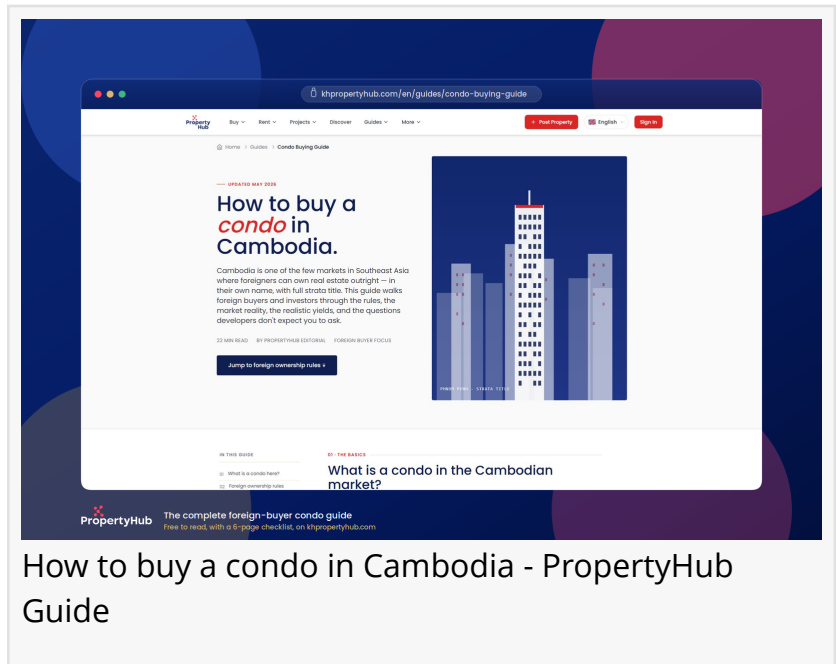 khpropertyhub.com/en/guides/condo-buying-guide
Property
Hub
Buy
Rent
Projects
Discover
Guides
More
+ Post Property
English
Sign In
Home > Guides > Condo Buying Guide
UPDATED MAY 2026
How to buy a
condo in
Cambodia.
Cambodia is one of the few markets in Southeast Asia
where foreigners can own real estate outright — in
their own name, with full strata title. This guide walks
foreign buyers and investors through the rules, the
market reality, the realistic yields, and the questions
developers don't expect you to ask.
22 MIN READ BY PROPERTYHUB EDITORIAL FOREIGN BUYER FOCUS
Jump to foreign ownership rules ↓
PHNOM PENH · STRATA TITLE
IN THIS GUIDE
01 What is a condo here?
02 Foreign ownership rules
01 · THE BASICS
What is a condo in the Cambodian
market?
PropertyHub
The complete foreign-buyer condo guide
Free to read, with a 6-page checklist, on khpropertyhub.com
How to buy a condo in Cambodia - PropertyHub
Guide